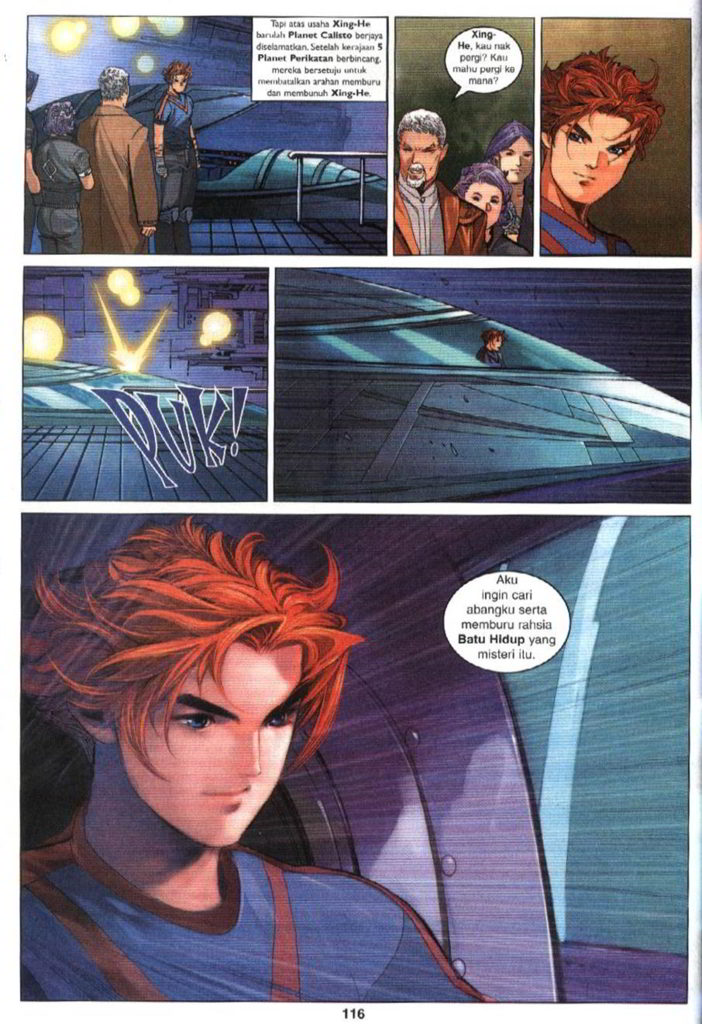 Tapi atas usaha Xing-He
barulah Planet Calisto berjaya
diselamatkan. Setelah kerajaan 5
Planet Perikatan berbincang,
mereka bersetuju untuk
membatalkan arahan memburu
dan membunuh Xing-He.
Xing-
He, kau nak
pergi? Kau
mahu pergi ke
mana?
PUK!
Aku
ingin cari
abangku serta
memburu rahsia
Batu Hidup yang
misteri itu.
116